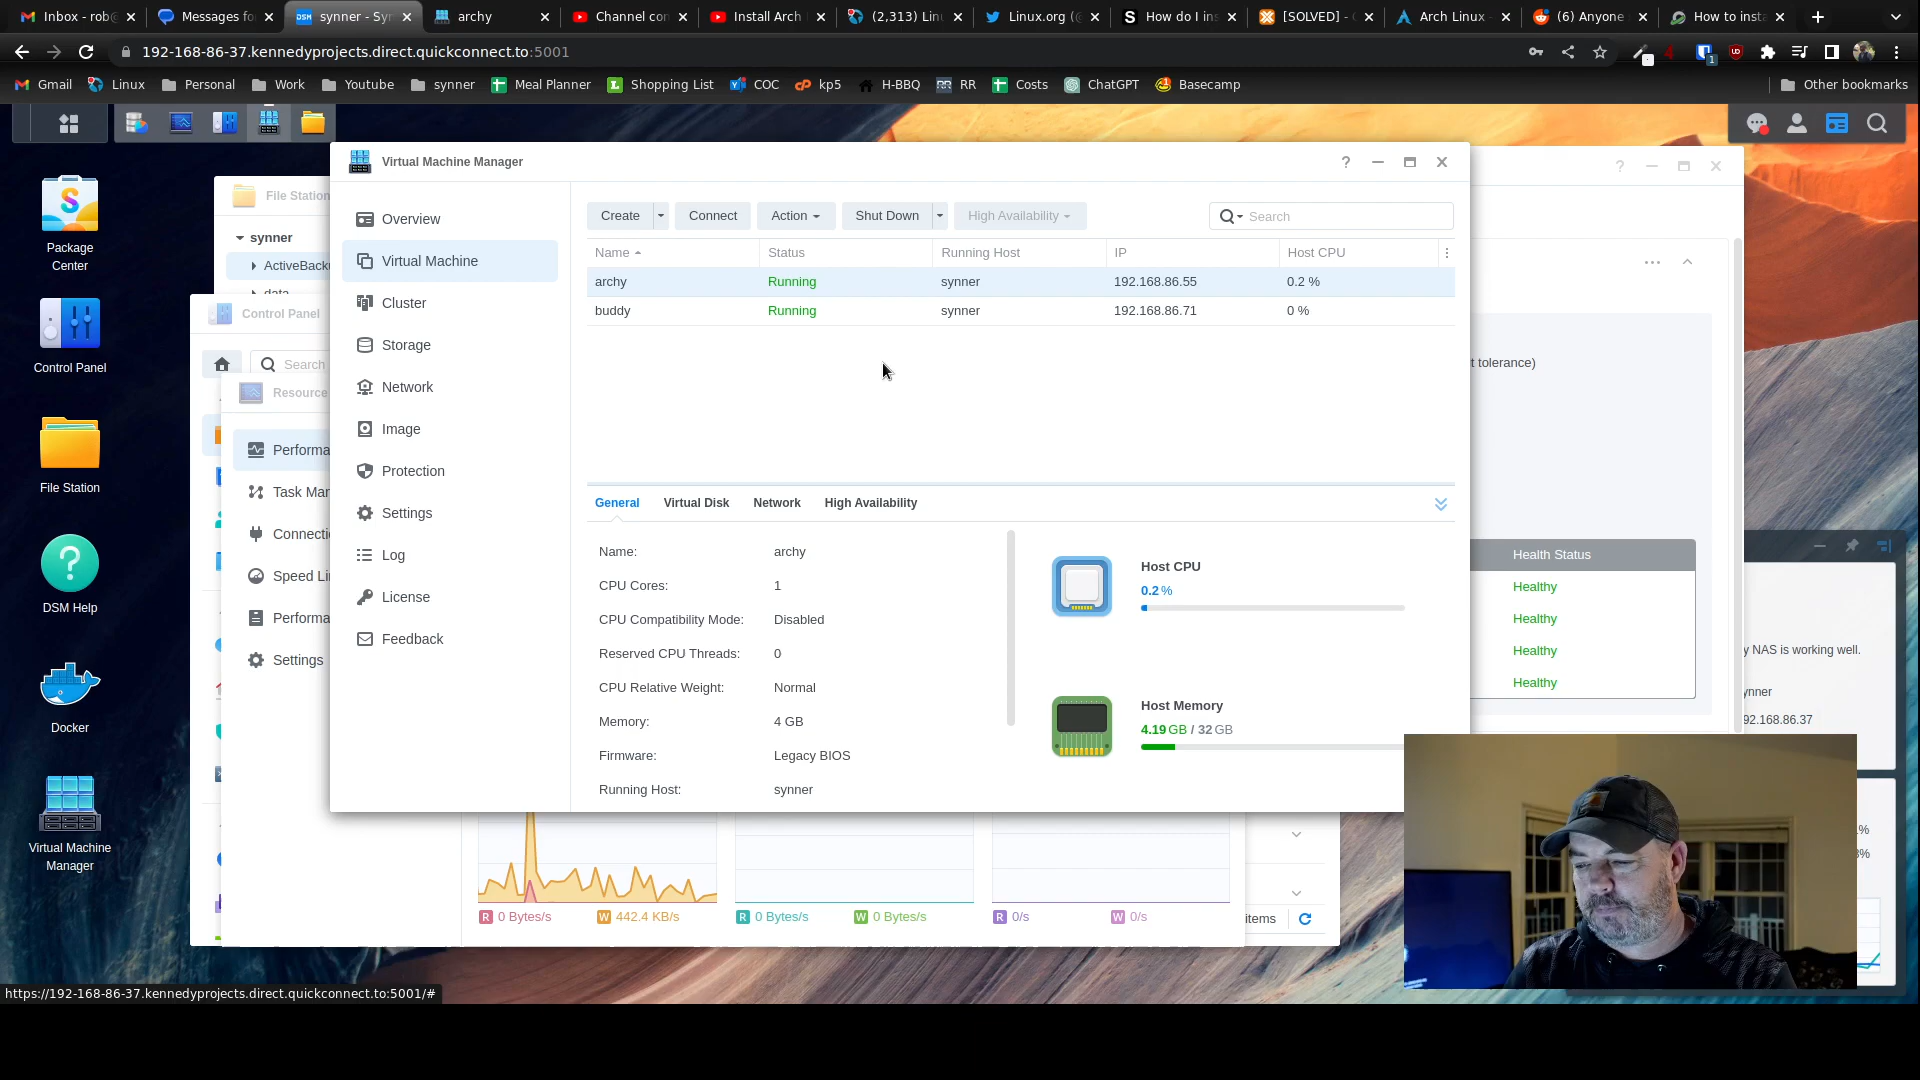 Inbox - rob
Messages fo
synner - Syn
archy
Channel con
Install Arch
(2,313) Linu
Linux.org (
How do I ins
[SOLVED] -
Arch Linux -
(6) Anyone
How to insta
192-168-86-37.kennedyprojects.direct.quickconnect.to:5001
1
Gmail
Linux
Personal
Work
Youtube
synner
Meal Planner
Shopping List
COC
kp5
H-BBQ
RR
Costs
ChatGPT
Basecamp
Other bookmarks
Package
Center
Control Panel
File Station
DSM Help
Docker
Virtual Machine
Manager
File Station
synner
ActiveBack
data
Control Panel
Search
Resource
Performa
Task Man
Connecti
Speed Li
Performa
Settings
Virtual Machine Manager
Overview
Virtual Machine
Cluster
Storage
Network
Image
Protection
Settings
Log
License
Feedback
Create
Connect
Action
Shut Down
High Availability
Search
Name
Status
Running Host
IP
Host CPU
archy
Running
synner
192.168.86.55
0.2 %
buddy
Running
synner
192.168.86.71
0 %
General
Virtual Disk
Network
High Availability
Name: archy
CPU Cores: 1
CPU Compatibility Mode: Disabled
Reserved CPU Threads: 0
CPU Relative Weight: Normal
Memory: 4 GB
Firmware: Legacy BIOS
Running Host: synner
Host CPU
0.2 %
Host Memory
4.19 GB / 32 GB
t tolerance)
Health Status
Healthy
Healthy
Healthy
Healthy
y NAS is working well.
ynner
92.168.86.37
R 0 Bytes/s
W 442.4 KB/s
R 0 Bytes/s
W 0 Bytes/s
R 0/s
W 0/s
items
https://192-168-86-37.kennedyprojects.direct.quickconnect.to:5001/#